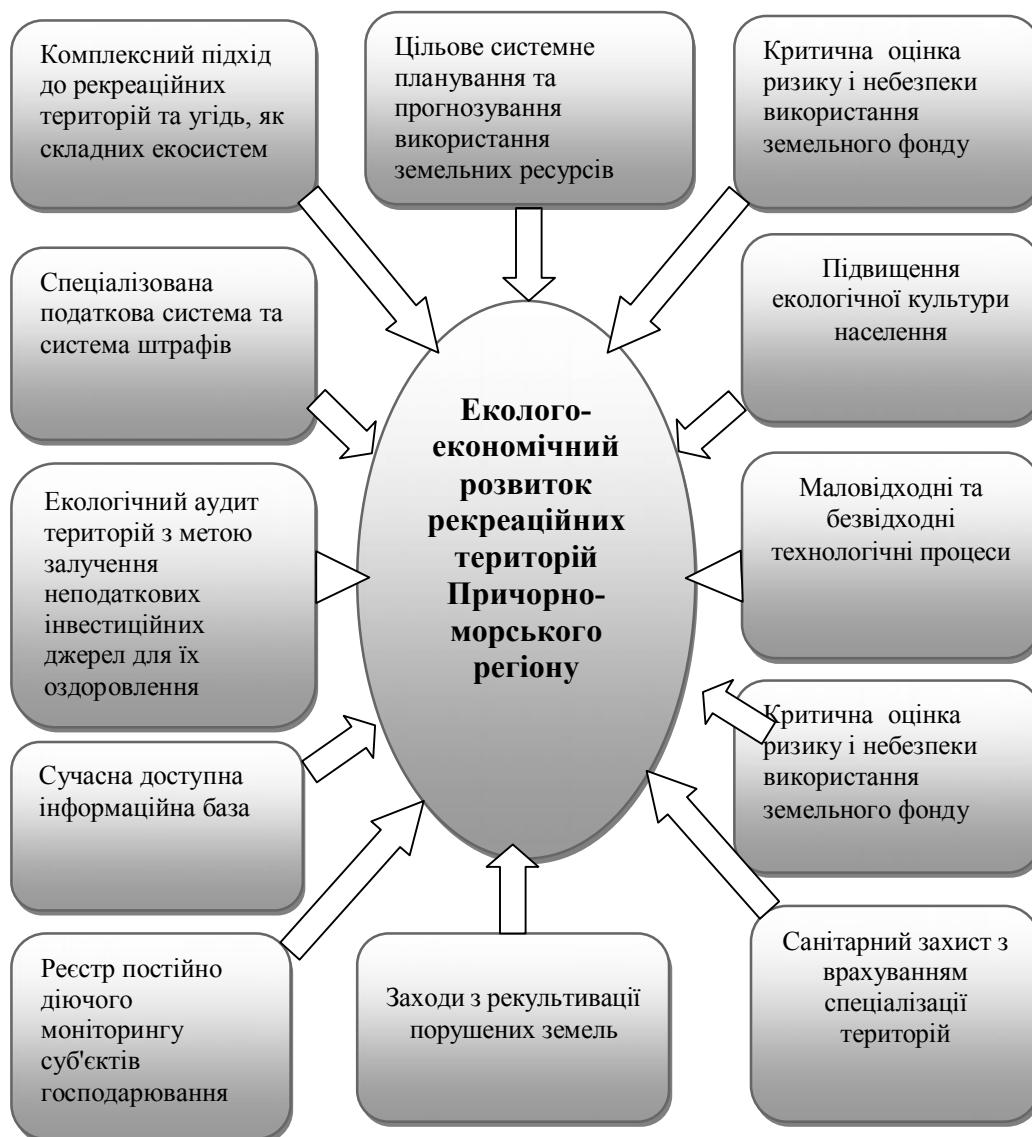 Комплексний підхід
до рекреаційних
територій та угідь, як
складних екосистем
Цільове системне
планування та
прогнозування
використання
земельних ресурсів
Критична оцінка
ризику і небезпеки
використання
земельного фонду
Спеціалізована
податкова система та
система штрафів
Підвищення
екологічної культури
населення
Еколого-
економічний
розвиток
рекреаційних
територій
Причорно-
морського
регіону
Екологічний аудит
територій з метою
залучення
неподаткових
інвестиційних
джерел для їх
оздоровлення
Маловідходні та
безвідходні
технологічні процеси
Сучасна доступна
інформаційна база
Критична оцінка
ризику і небезпеки
використання
земельного фонду
Реєстр постійно
діючого
моніторингу
суб'єктів
господарювання
Заходи з рекультивації
порушених земель
Санітарний захист з
врахуванням
спеціалізації
територій